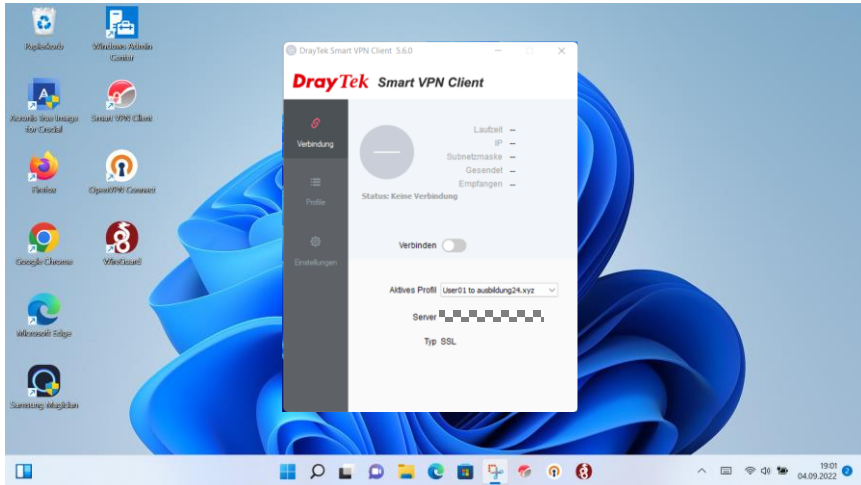 Papierkorb
Windows Admin
Center
Acronis True Image
for Crucial
Smart VPN Client
Firefox
OpenVPN Connect
Google Chrome
WireGuard
Microsoft Edge
Samsung Magician
DrayTek Smart VPN Client 5.6.0
DrayTek Smart VPN Client
Verbindung
Profile
Einstellungen
Laufzeit --
IP --
Subnetzmaske --
Gesendet --
Empfangen --
Status: Keine Verbindung
Verbinden
Aktives Profil User01 to ausbildung24.xyz
Server
Typ SSL
19:01
04.09.2022
2